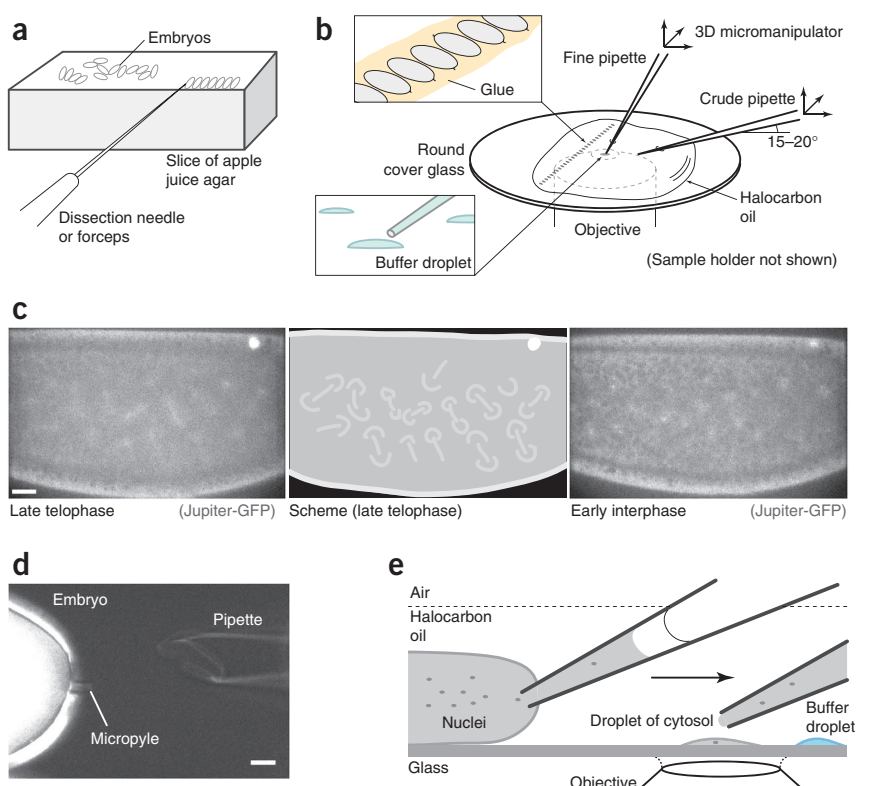 a
Embryos
Slice of apple
juice agar
Dissection needle
or forceps
b
3D micromanipulator
Fine pipette
Glue
Crude pipette
15–20°
Round
cover glass
Halocarbon
oil
Buffer droplet
Objective
(Sample holder not shown)
c
Late telophase
(Jupiter-GFP)
Scheme (late telophase)
Early interphase
(Jupiter-GFP)
d
Embryo
Pipette
Micropyle
e
Air
Halocarbon
oil
Nuclei
Droplet of cytosol
Buffer
droplet
Glass
Objective